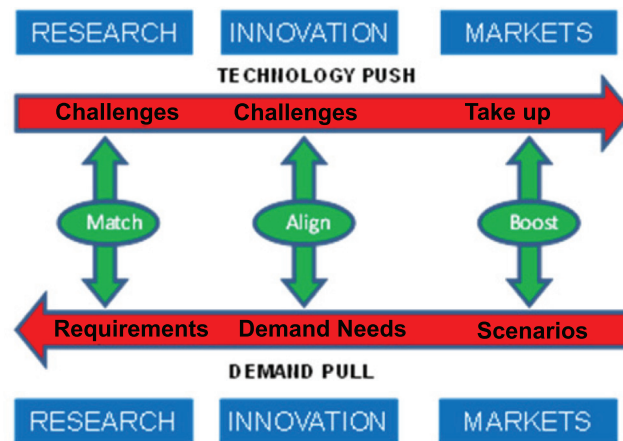 RESEARCH INNOVATION MARKETS
TECHNOLOGY PUSH
Challenges Challenges Take up
Match Align Boost
Requirements Demand Needs Scenarios
DEMAND PULL
RESEARCH INNOVATION MARKETS